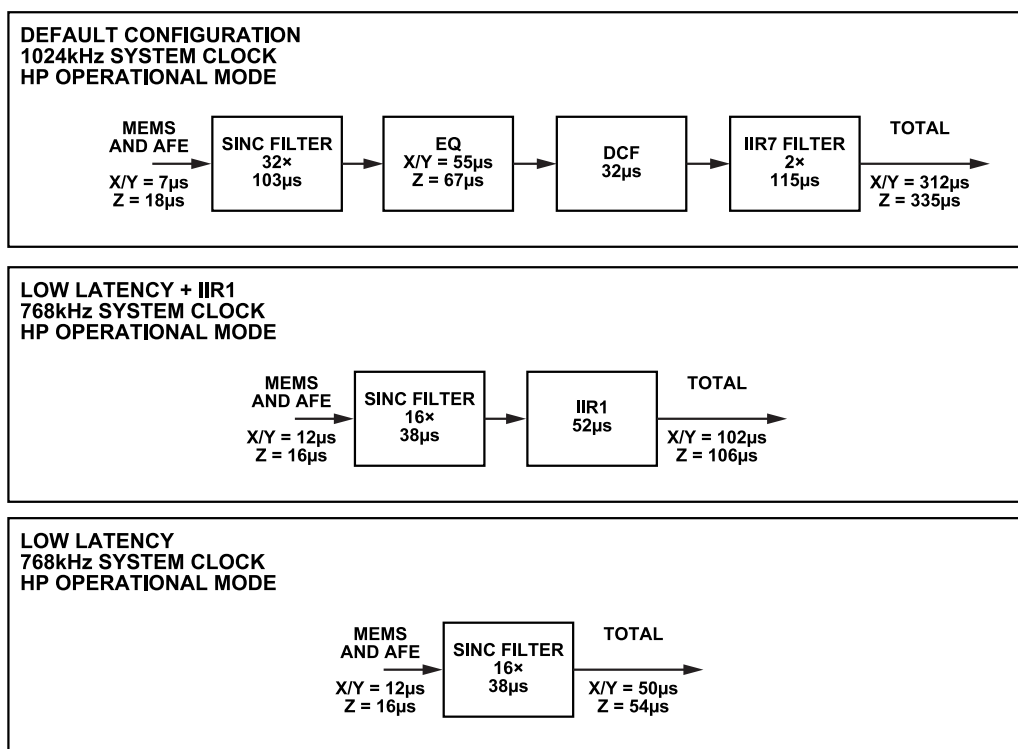 DEFAULT CONFIGURATION
1024kHz SYSTEM CLOCK
HP OPERATIONAL MODE
MEMS
AND AFE
X/Y = 7µs
Z = 18µs
SINC FILTER
32×
103µs
EQ
X/Y = 55µs
Z = 67µs
DCF
32µs
IIR7 FILTER
2×
115µs
TOTAL
X/Y = 312µs
Z = 335µs
LOW LATENCY + IIR1
768kHz SYSTEM CLOCK
HP OPERATIONAL MODE
MEMS
AND AFE
X/Y = 12µs
Z = 16µs
SINC FILTER
16×
38µs
IIR1
52µs
TOTAL
X/Y = 102µs
Z = 106µs
LOW LATENCY
768kHz SYSTEM CLOCK
HP OPERATIONAL MODE
MEMS
AND AFE
X/Y = 12µs
Z = 16µs
SINC FILTER
16×
38µs
TOTAL
X/Y = 50µs
Z = 54µs